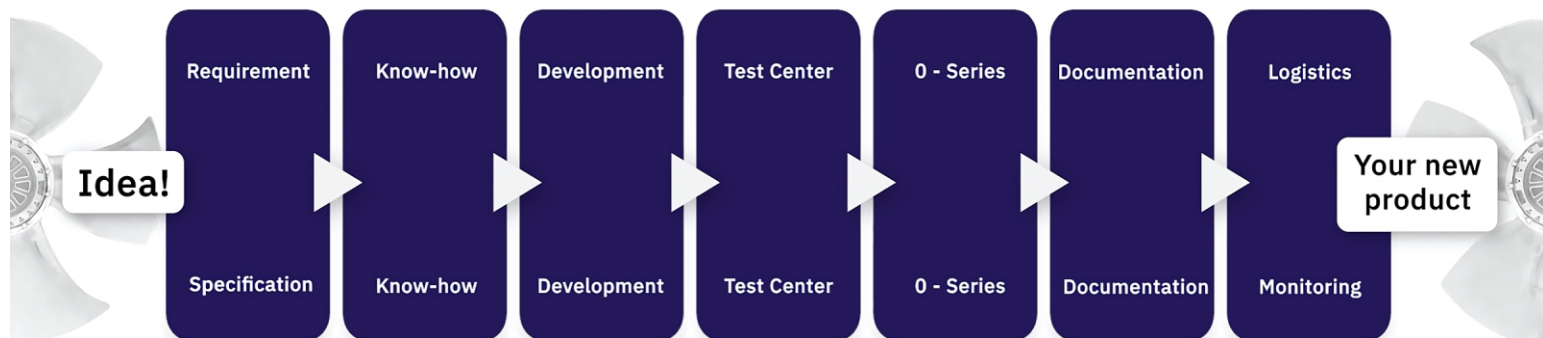 Requirement
Know-how
Development
Test Center
0 - Series
Documentation
Logistics
Idea!
Your new
product
Specification
Know-how
Development
Test Center
0 - Series
Documentation
Monitoring